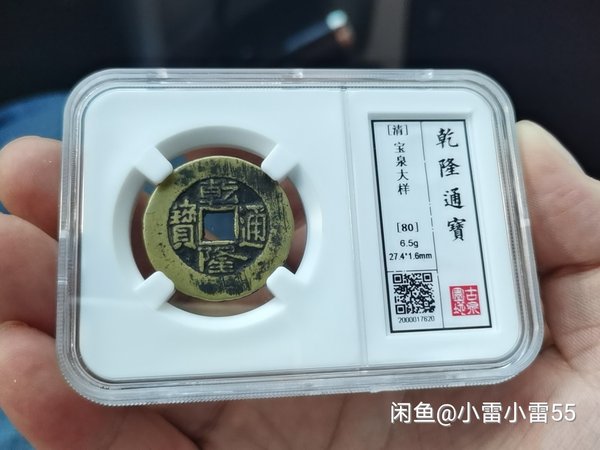 乾隆通寶
乾隆通寶
[清] 宝泉大样
[80]
6.5g
27.4*1.6mm
闲鱼@小雷小雷55